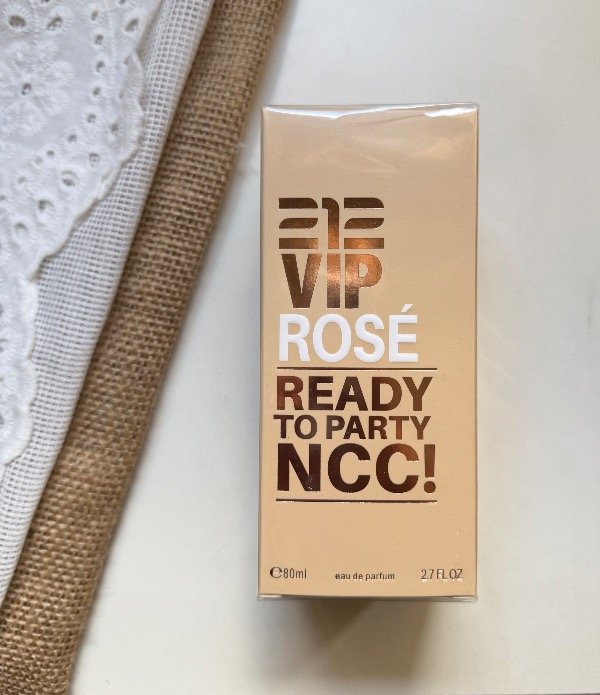 212
VIP
ROSÉ
READY
TO PARTY
NCC!
℮80ml eau de parfum 2.7 FL OZ